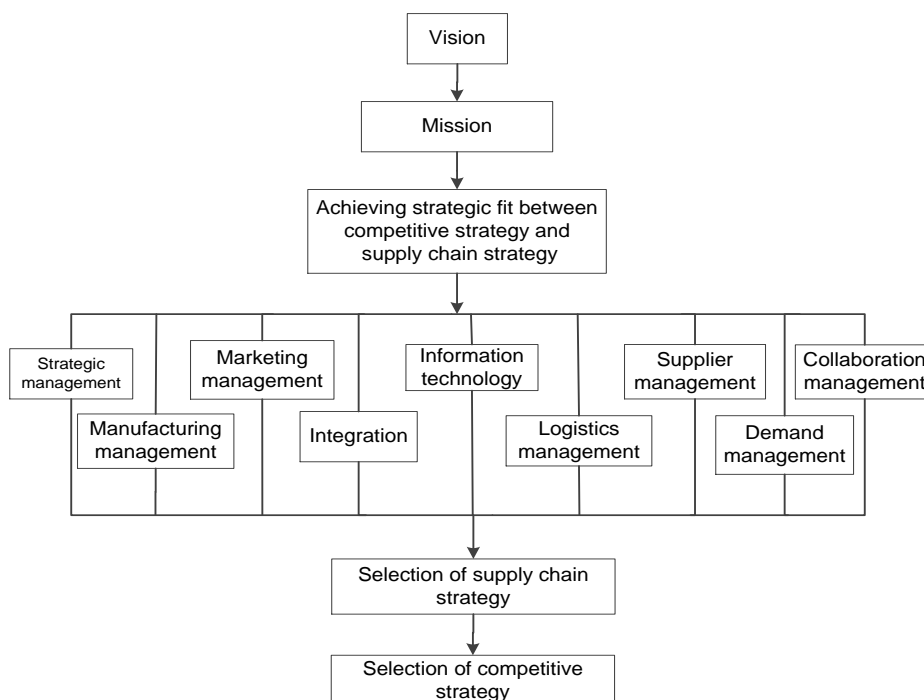 Vision
Mission
Achieving strategic fit between
competitive strategy and
supply chain strategy
Strategic
management
Manufacturing
management
Marketing
management
Integration
Information
technology
Logistics
management
Supplier
management
Demand
management
Collaboration
management
Selection of supply chain
strategy
Selection of competitive
strategy